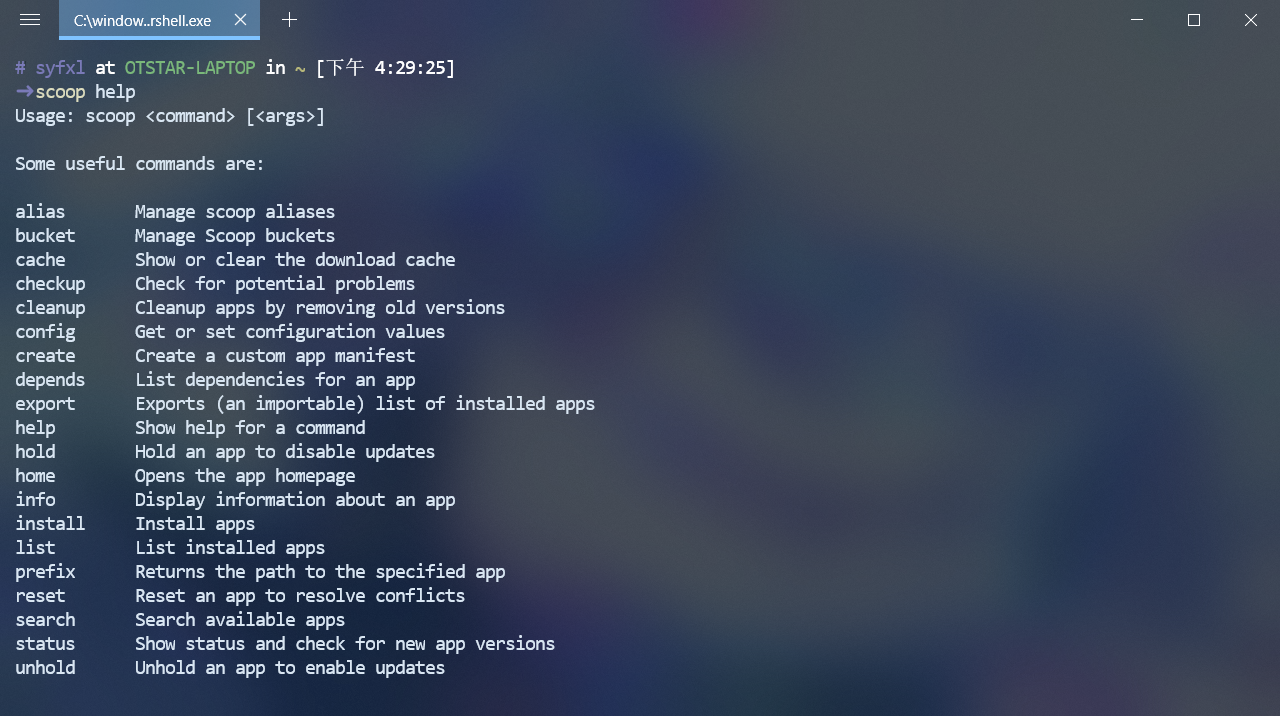 C:\window..rshell.exe
# syfxl at OTSTAR-LAPTOP in ~ [下午 4:29:25]
➜scoop help
Usage: scoop <command> [<args>]
Some useful commands are:
alias       Manage scoop aliases
bucket      Manage Scoop buckets
cache       Show or clear the download cache
checkup     Check for potential problems
cleanup     Cleanup apps by removing old versions
config      Get or set configuration values
create      Create a custom app manifest
depends     List dependencies for an app
export      Exports (an importable) list of installed apps
help        Show help for a command
hold        Hold an app to disable updates
home        Opens the app homepage
info        Display information about an app
install     Install apps
list        List installed apps
prefix      Returns the path to the specified app
reset       Reset an app to resolve conflicts
search      Search available apps
status      Show status and check for new app versions
unhold      Unhold an app to enable updates